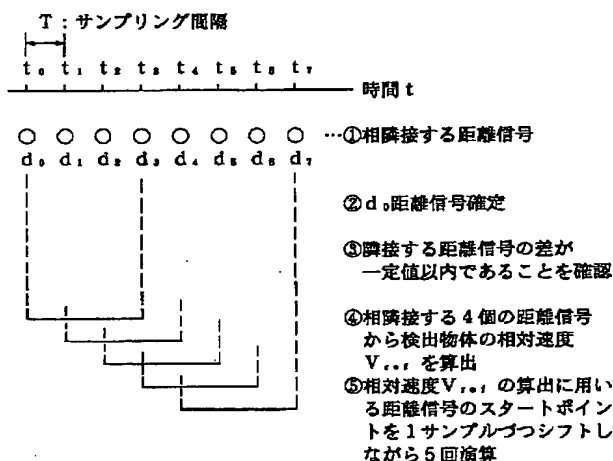 T:サンプリング間隔
t₀ t₁ t₂ t₃ t₄ t₅ t₆ t₇
時間t
…①相隣接する距離信号
d₀ d₁ d₂ d₃ d₄ d₅ d₆ d₇
②d₀距離信号確定
③隣接する距離信号の差が
一定値以内であることを確認
④相隣接する4個の距離信号
から検出物体の相対速度
Vᵣₑₗ を算出
⑤相対速度Vᵣₑₗ の算出に用い
る距離信号のスタートポイン
トを1サンプルづつシフトし
ながら5回演算